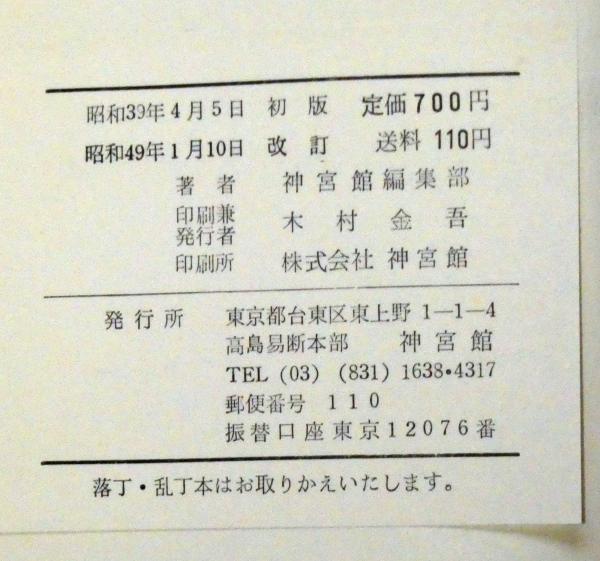 昭和39年4月5日 初版 定価700円
昭和49年1月10日 改訂 送料 110円
著者 神宮館編集部
印刷兼発行者 木村金吾
印刷所 株式会社 神宮館
発行所 東京都台東区東上野 1—1—4
高島易断本部 神宮館
TEL (03) (831) 1638・4317
郵便番号 110
振替口座東京12076番
落丁・乱丁本はお取りかえいたします。